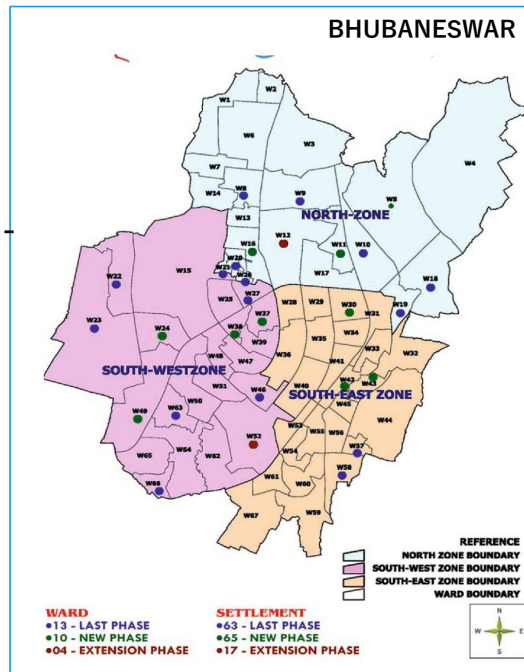 BHUBANESWAR
W1
W2
W6
W3
W4
W7
W14
W8
W9
W5
NORTH-ZONE
W13
W12
W16
W11
W10
W15
W20
W17
W22
W26
W18
W25
W27
W28
W29
W30
W19
W31
W23
W24
W38
W37
W34
W39
W35
W33
W32
W36
W48
W47
W41
SOUTH-WESTZONE
W51
W46
W40
W42
W43
SOUTH-EAST ZONE
W49
W63
W50
W45
W44
W53
W55
W56
W52
W54
W57
W65
W64
W62
W58
W66
W61
W60
W67
W59
REFERENCE
NORTH ZONE BOUNDARY
SOUTH-WEST ZONE BOUNDARY
SOUTH-EAST ZONE BOUNDARY
WARD BOUNDARY
WARD
13 - LAST PHASE
10 - NEW PHASE
04 - EXTENSION PHASE
SETTLEMENT
63 - LAST PHASE
65 - NEW PHASE
17 - EXTENSION PHASE
N
W
E
S